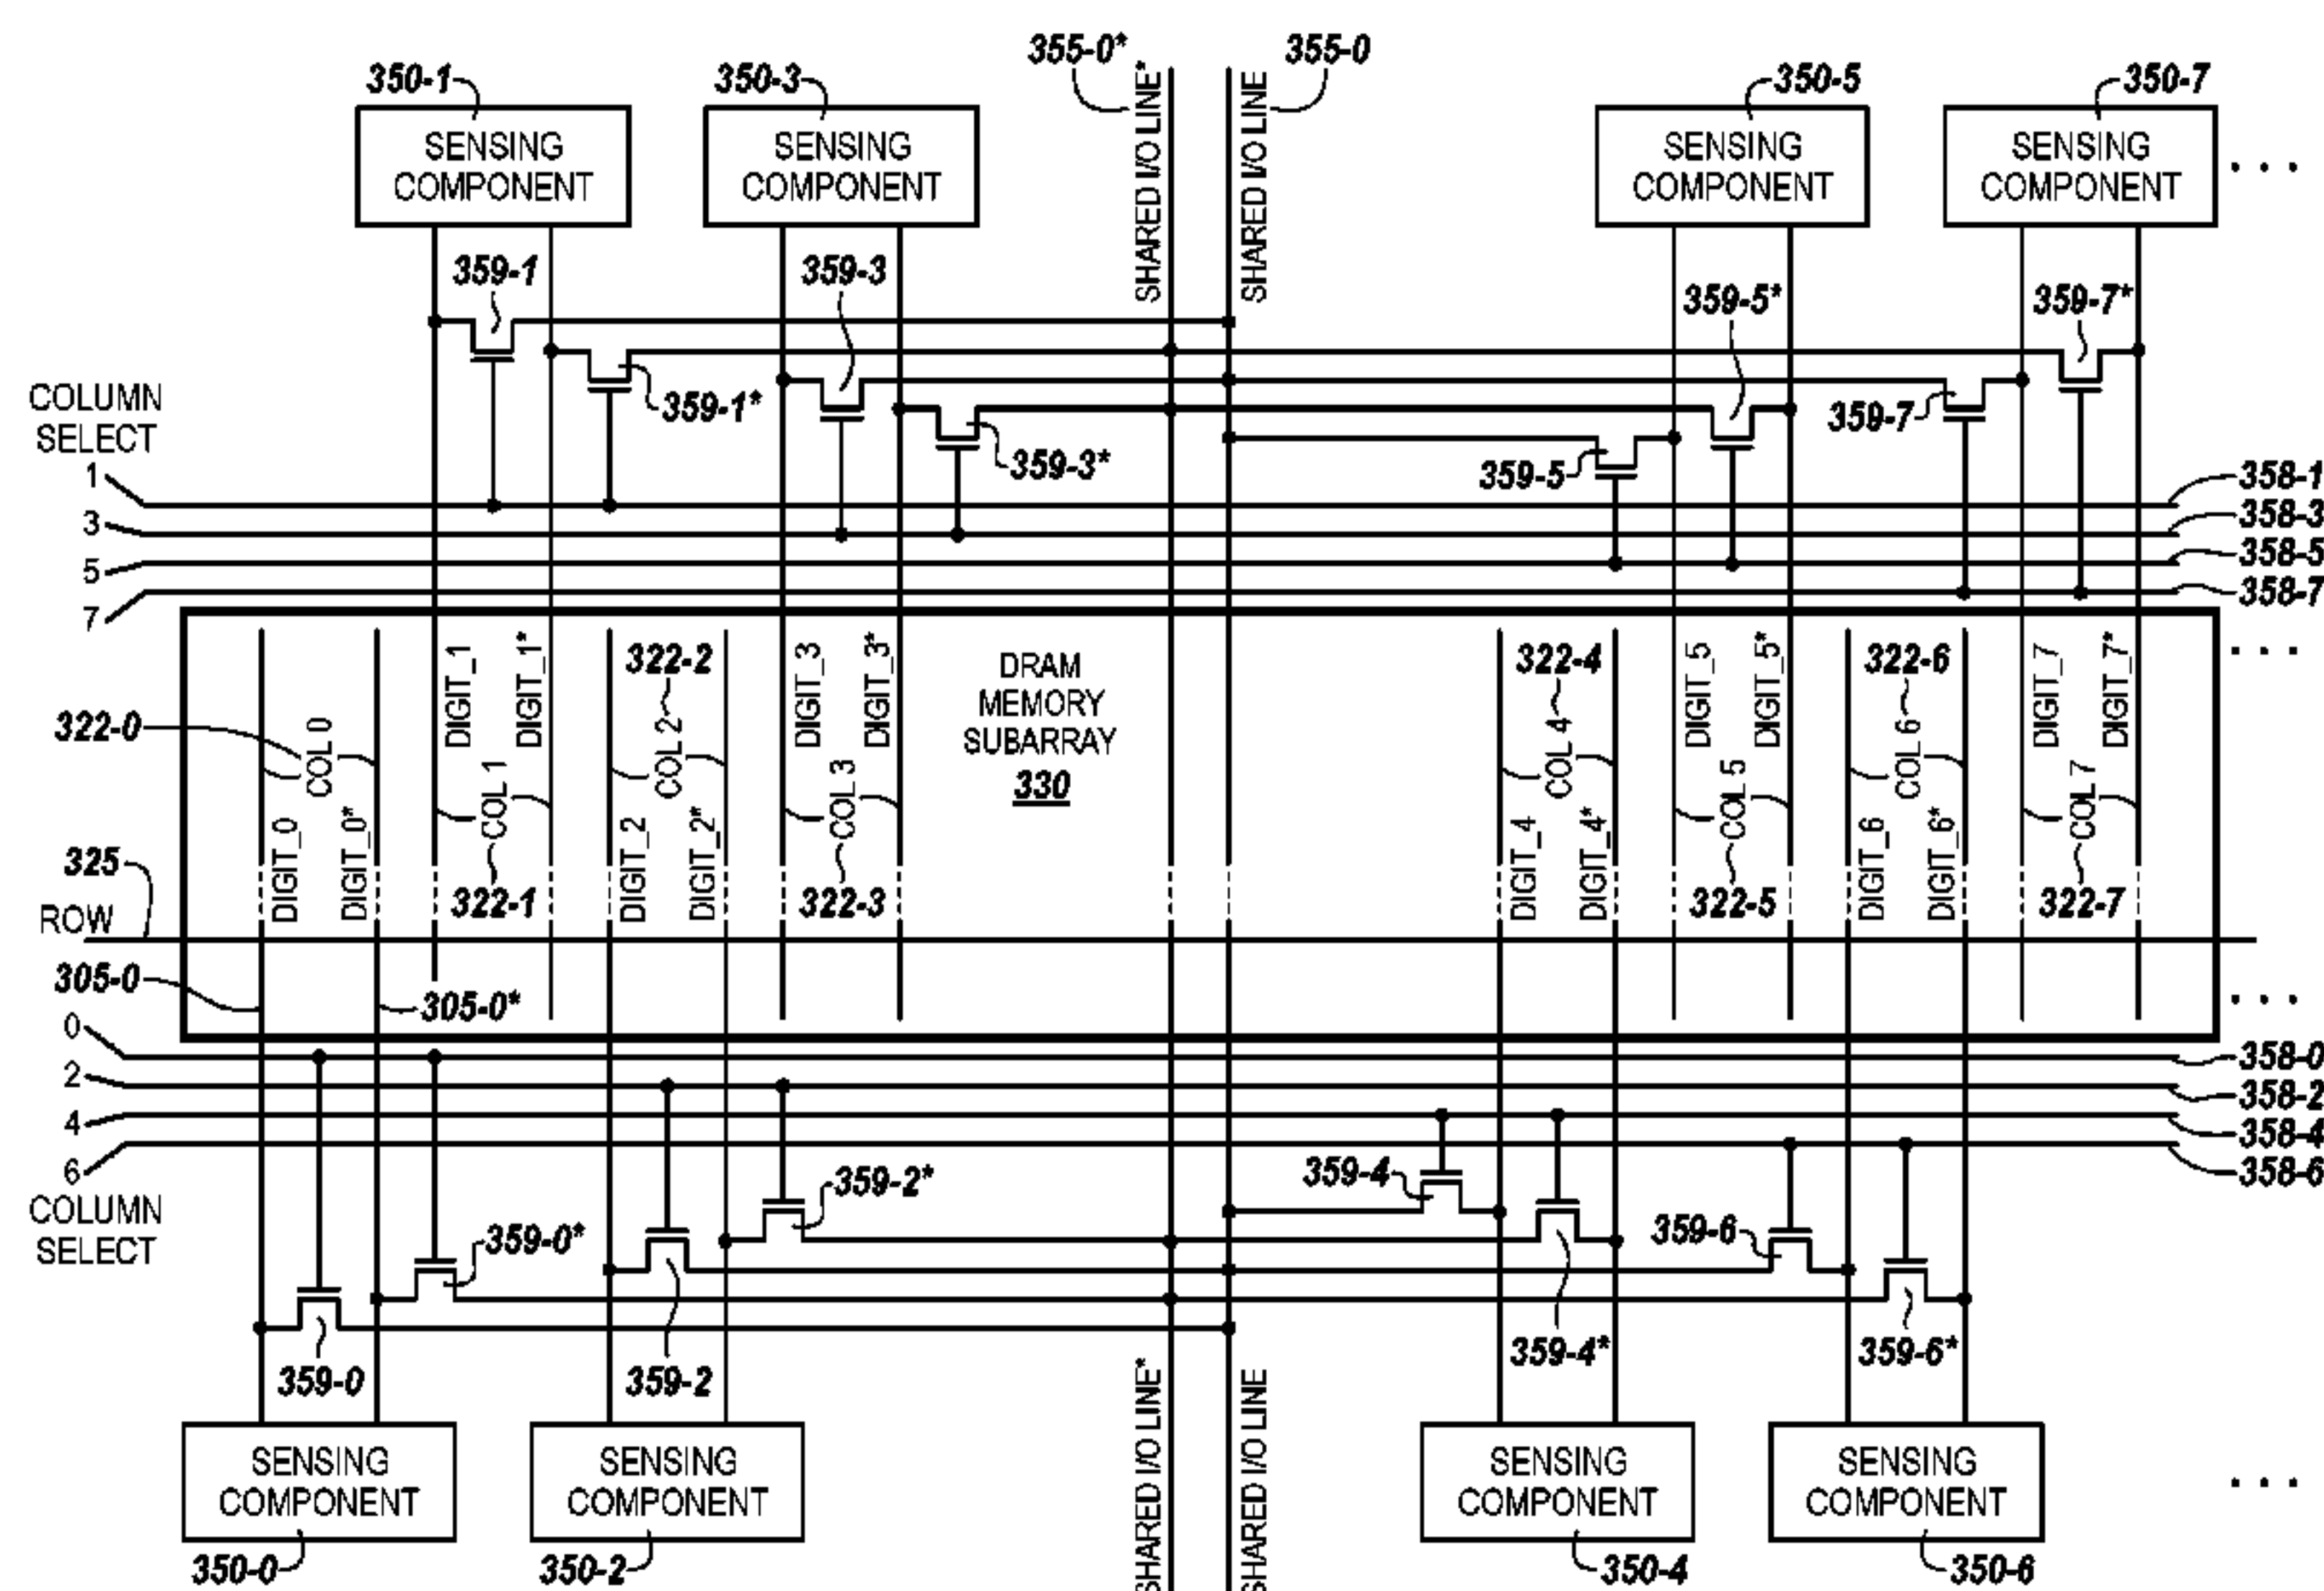 355-0*
355-0
350-1
350-3
350-5
350-7
SENSING
COMPONENT
SENSING
COMPONENT
SHARED I/O LINE*
SHARED I/O LINE
SENSING
COMPONENT
SENSING
COMPONENT
. . .
359-1
359-3
359-5*
359-7*
359-1*
359-3*
359-5
359-7
COLUMN
SELECT
1
3
5
7
358-1
358-3
358-5
358-7
322-0
COL 0
DIGIT_0
DIGIT_0*
DIGIT_1
DIGIT_1*
COL 1
322-1
322-2
COL 2
DIGIT_2
DIGIT_2*
DIGIT_3
DIGIT_3*
COL 3
322-3
DRAM
MEMORY
SUBARRAY
330
322-4
COL 4
DIGIT_4
DIGIT_4*
DIGIT_5
DIGIT_5*
COL 5
322-5
322-6
COL 6
DIGIT_6
DIGIT_6*
DIGIT_7
DIGIT_7*
COL 7
322-7
. . .
325
ROW
305-0
305-0*
. . .
0
2
4
6
COLUMN
SELECT
358-0
358-2
358-4
358-6
359-2*
359-4
359-0*
359-6
359-0
359-2
359-4*
359-6*
SENSING
COMPONENT
SENSING
COMPONENT
SHARED I/O LINE*
SHARED I/O LINE
SENSING
COMPONENT
SENSING
COMPONENT
. . .
350-0
350-2
350-4
350-6